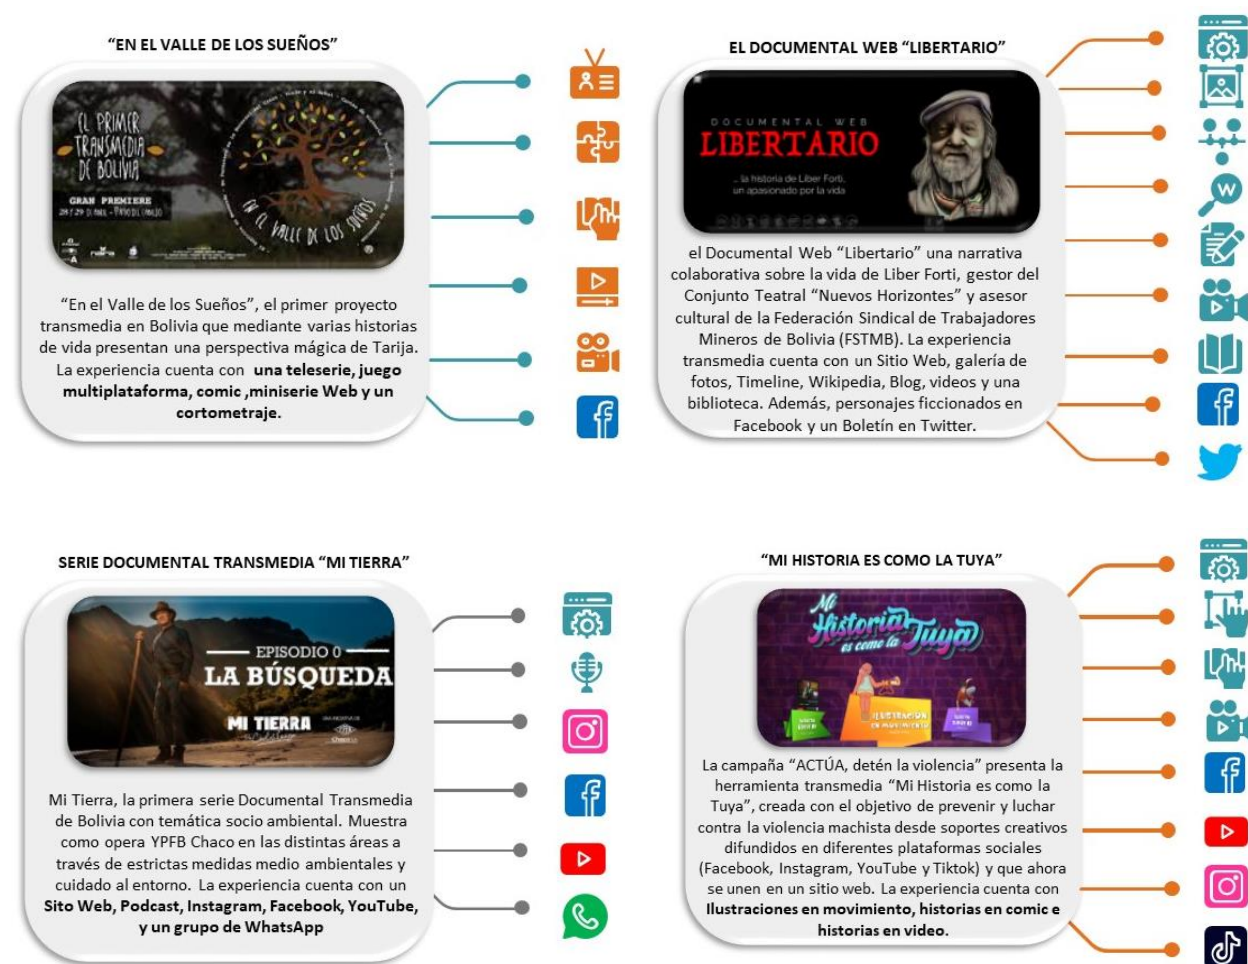 “EN EL VALLE DE LOS SUEÑOS”
EL PRIMER
TRANSMEDIA
DE BOLIVIA
GRAN PREMIERE
EN EL VALLE DE LOS SUEÑOS
“En el Valle de los Sueños”, el primer proyecto
transmedia en Bolivia que mediante varias historias
de vida presentan una perspectiva mágica de Tarija.
La experiencia cuenta con una teleserie, juego
multiplataforma, comic ,miniserie Web y un
cortometraje.
EL DOCUMENTAL WEB “LIBERTARIO”
DOCUMENTAL WEB
LIBERTARIO
... la historia de Liber Forti,
un apasionado por la vida
el Documental Web “Libertario” una narrativa
colaborativa sobre la vida de Liber Forti, gestor del
Conjunto Teatral “Nuevos Horizontes” y asesor
cultural de la Federación Sindical de Trabajadores
Mineros de Bolivia (FSTMB). La experiencia
transmedia cuenta con un Sitio Web, galería de
fotos, Timeline, Wikipedia, Blog, videos y una
biblioteca. Además, personajes ficcionados en
Facebook y un Boletín en Twitter.
W
SERIE DOCUMENTAL TRANSMEDIA “MI TIERRA”
EPISODIO 0
LA BÚSQUEDA
MI TIERRA
Chaco
Mi Tierra, la primera serie Documental Transmedia
de Bolivia con temática socio ambiental. Muestra
como opera YPFB Chaco en las distintas áreas a
través de estrictas medidas medio ambientales y
cuidado al entorno. La experiencia cuenta con un
Sito Web, Podcast, Instagram, Facebook, YouTube,
y un grupo de WhatsApp
“MI HISTORIA ES COMO LA TUYA”
Mi
Historia
es como la
Tuya
ILUSTRACIÓN
EN MOVIMIENTO
La campaña “ACTÚA, detén la violencia” presenta la
herramienta transmedia “Mi Historia es como la
Tuya”, creada con el objetivo de prevenir y luchar
contra la violencia machista desde soportes creativos
difundidos en diferentes plataformas sociales
(Facebook, Instagram, YouTube y Tiktok) y que ahora
se unen en un sitio web. La experiencia cuenta con
Ilustraciones en movimiento, historias en comic e
historias en video.